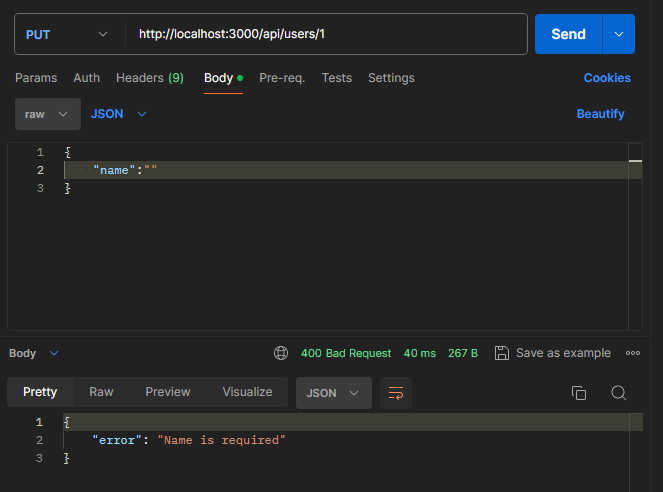 PUT http://localhost:3000/api/users/1 Send
Params Auth Headers (9) Body Pre-req. Tests Settings Cookies
raw JSON Beautify
1 {
2 "name":""
3 }
Body 400 Bad Request 40 ms 267 B Save as example
Pretty Raw Preview Visualize JSON
1 {
2 "error": "Name is required"
3 }